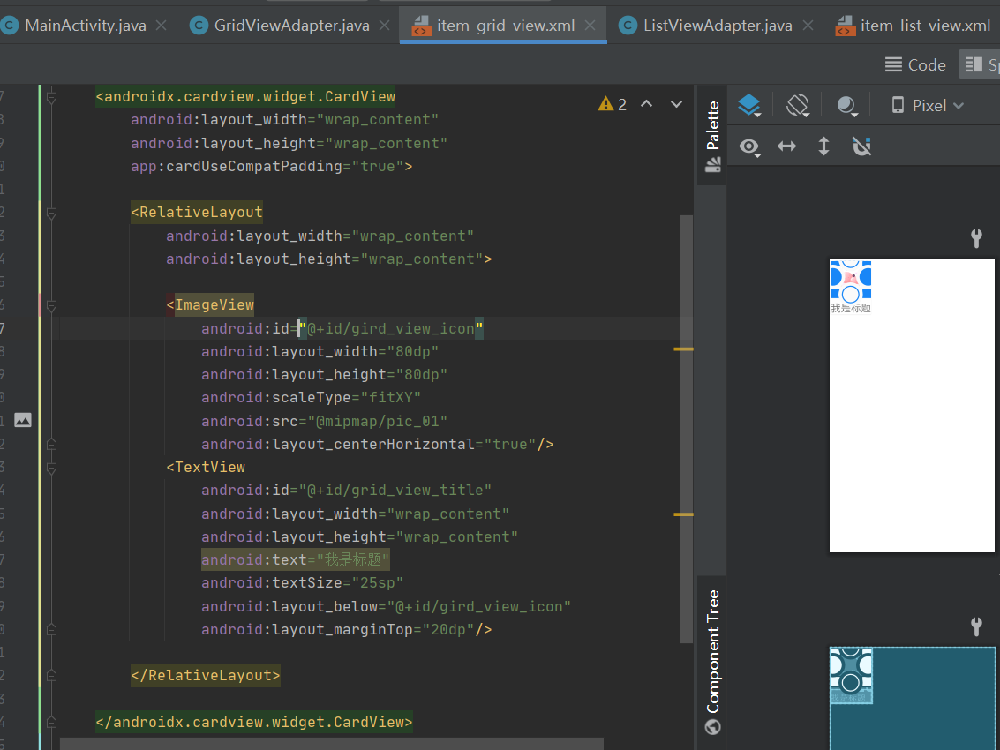 MainActivity.java
GridViewAdapter.java
item_grid_view.xml
ListViewAdapter.java
item_list_view.xml
Code
<androidx.cardview.widget.CardView
android:layout_width="wrap_content"
android:layout_height="wrap_content"
app:cardUseCompatPadding="true">
<RelativeLayout
android:layout_width="wrap_content"
android:layout_height="wrap_content">
<ImageView
android:id="@+id/gird_view_icon"
android:layout_width="80dp"
android:layout_height="80dp"
android:scaleType="fitXY"
android:src="@mipmap/pic_01"
android:layout_centerHorizontal="true"/>
<TextView
android:id="@+id/grid_view_title"
android:layout_width="wrap_content"
android:layout_height="wrap_content"
android:text="我是标题"
android:textSize="25sp"
android:layout_below="@+id/gird_view_icon"
android:layout_marginTop="20dp"/>
</RelativeLayout>
</androidx.cardview.widget.CardView>
2
Palette
Pixel
我是标题
Component Tree